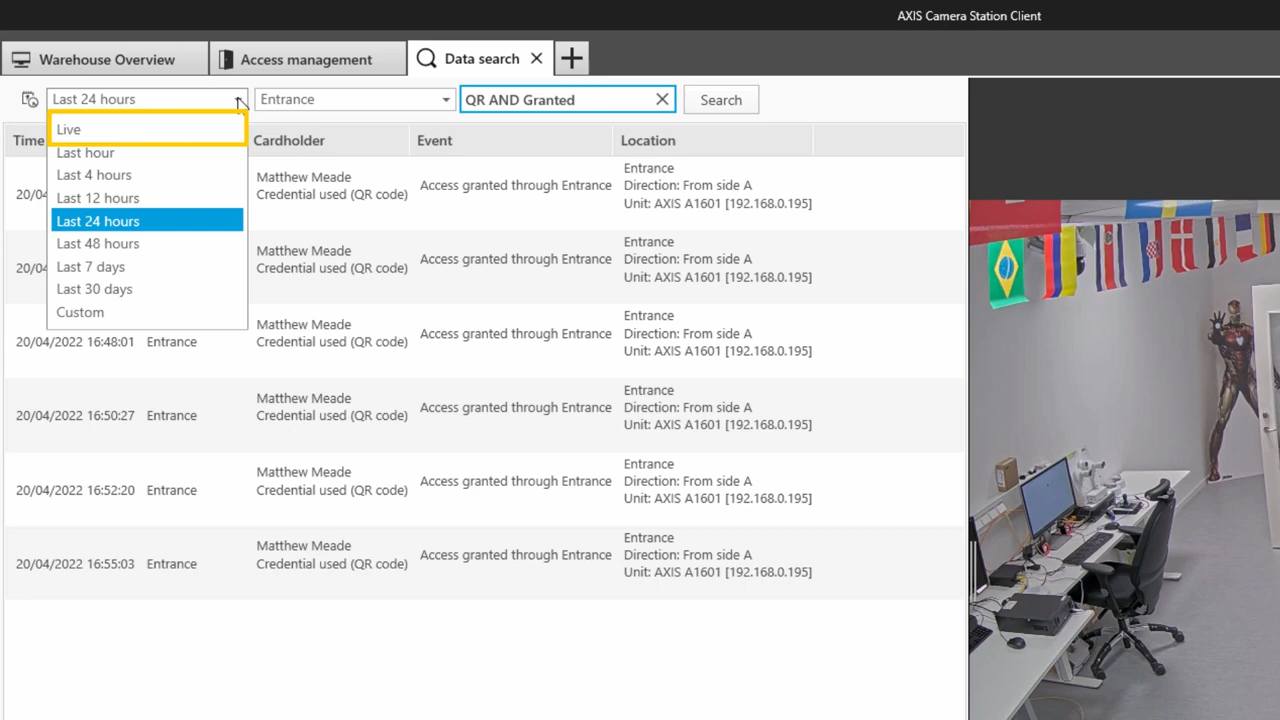 AXIS Camera Station Client
Warehouse Overview
Access management
Data search
Last 24 hours
Entrance
QR AND Granted
Search
Live
Last hour
Last 4 hours
Last 12 hours
Last 24 hours
Last 48 hours
Last 7 days
Last 30 days
Custom
Time
Cardholder
Event
Location
20/04
Matthew Meade
Credential used (QR code)
Access granted through Entrance
Entrance
Direction: From side A
Unit: AXIS A1601 [192.168.0.195]
20/04
Matthew Meade
Credential used (QR code)
Access granted through Entrance
Entrance
Direction: From side A
Unit: AXIS A1601 [192.168.0.195]
20/04/2022 16:48:01
Entrance
Matthew Meade
Credential used (QR code)
Access granted through Entrance
Entrance
Direction: From side A
Unit: AXIS A1601 [192.168.0.195]
20/04/2022 16:50:27
Entrance
Matthew Meade
Credential used (QR code)
Access granted through Entrance
Entrance
Direction: From side A
Unit: AXIS A1601 [192.168.0.195]
20/04/2022 16:52:20
Entrance
Matthew Meade
Credential used (QR code)
Access granted through Entrance
Entrance
Direction: From side A
Unit: AXIS A1601 [192.168.0.195]
20/04/2022 16:55:03
Entrance
Matthew Meade
Credential used (QR code)
Access granted through Entrance
Entrance
Direction: From side A
Unit: AXIS A1601 [192.168.0.195]